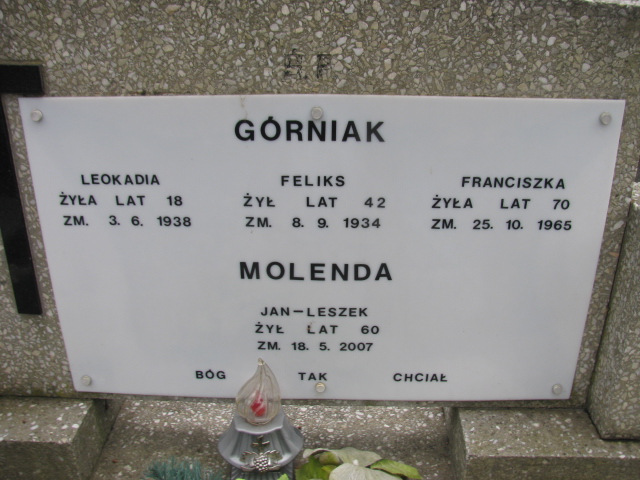 Ś.P.
GÓRNIAK
LEOKADIA FELIKS FRANCISZKA
ŻYŁA LAT 18 ŻYŁ LAT 42 ŻYŁA LAT 70
ZM. 3. 6. 1938 ZM. 8. 9. 1934 ZM. 25. 10. 1965
MOLENDA
JAN-LESZEK
ŻYŁ LAT 60
ZM. 18. 5. 2007
BÓG TAK CHCIAŁ